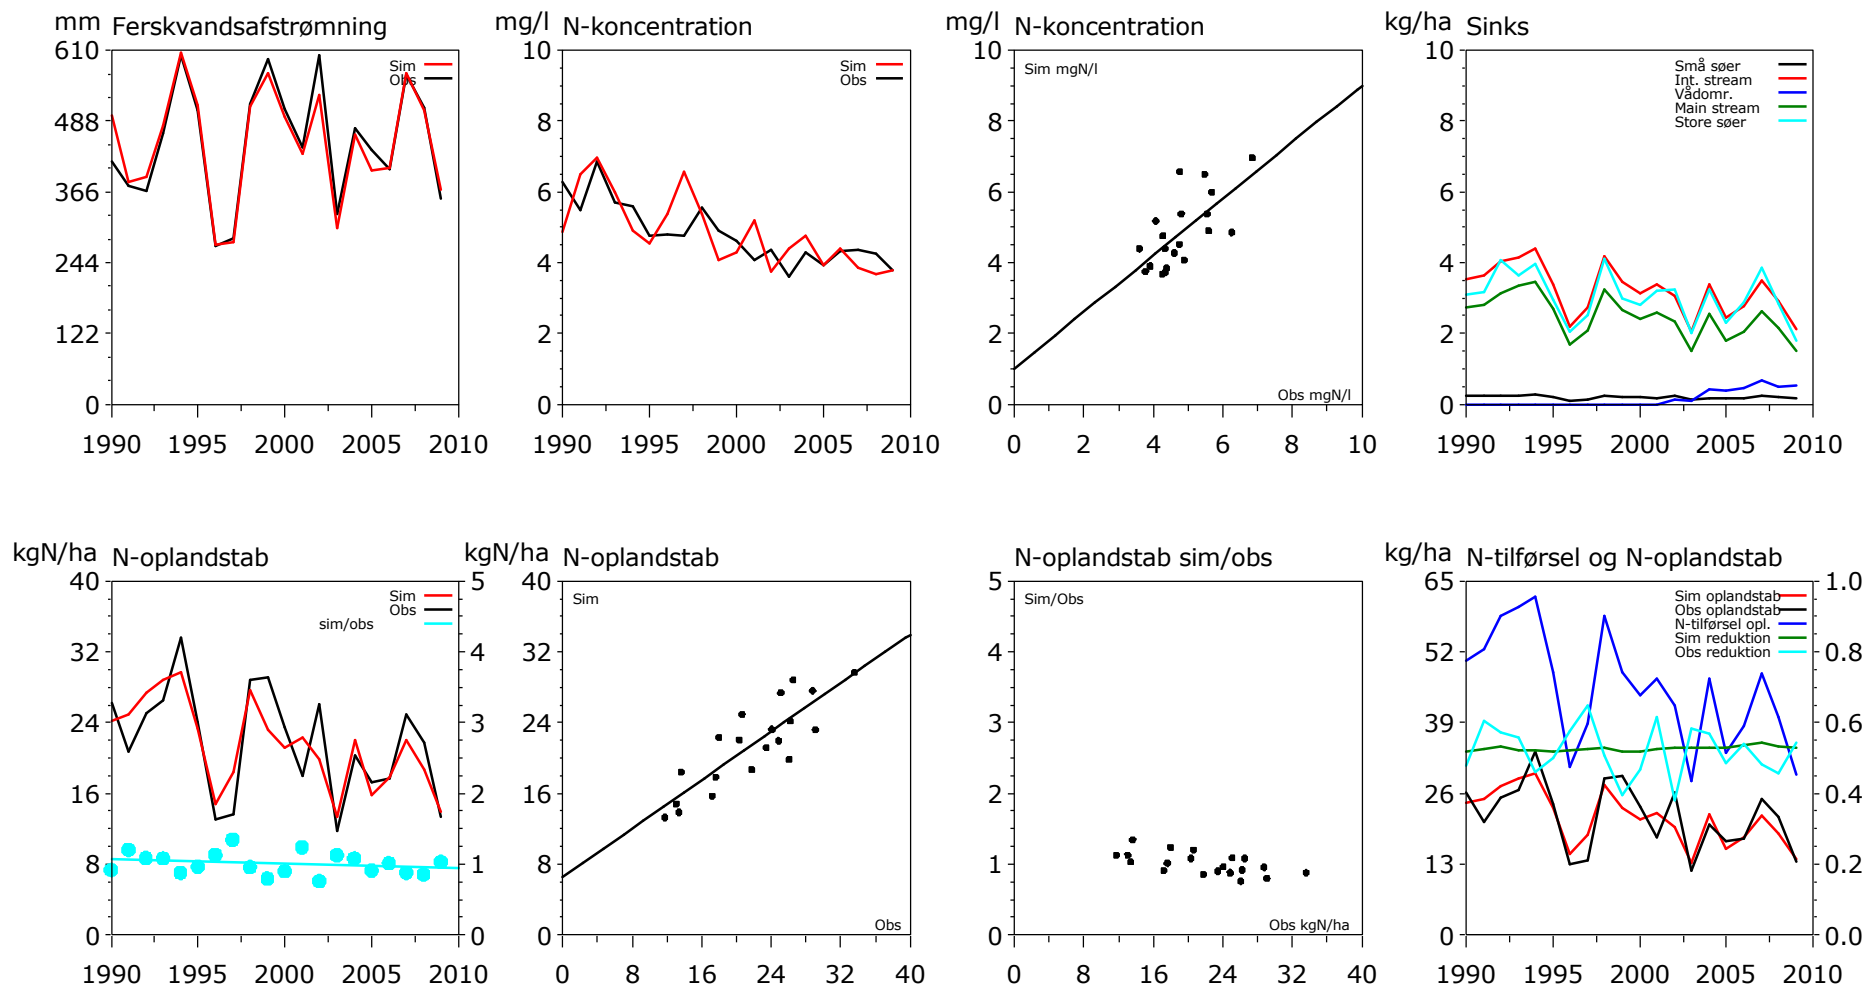 mm Ferskvandsafstrømning
610
488
366
244
122
0
1990 1995 2000 2005 2010
Sim
Obs
mg/l N-koncentration
10
8
6
4
2
0
1990 1995 2000 2005 2010
Sim
Obs
mg/l N-koncentration
10
8
6
4
2
0
0 2 4 6 8 10
Sim mgN/l
Obs mgN/l
kg/ha Sinks
10
8
6
4
2
0
1990 1995 2000 2005 2010
Små søer
Int. stream
Vådomr.
Main stream
Store søer
kgN/ha N-oplandstab
40
32
24
16
8
0
5
4
3
2
1
0
1990 1995 2000 2005 2010
Sim
Obs
sim/obs
kgN/ha N-oplandstab
40
32
24
16
8
0
0 8 16 24 32 40
Sim
Obs
N-oplandstab sim/obs
5
4
3
2
1
0
0 8 16 24 32 40
Sim/Obs
Obs kgN/ha
kg/ha N-tilførsel og N-oplandstab
65
52
39
26
13
0
1.0
0.8
0.6
0.4
0.2
0.0
1990 1995 2000 2005 2010
Sim oplandstab
Obs oplandstab
N-tilførsel opl.
Sim reduktion
Obs reduktion